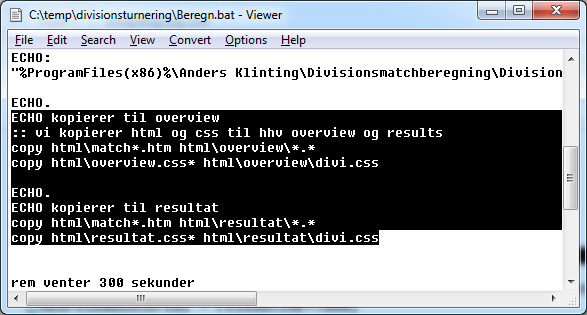 C:\temp\divisionsturnering\Beregn.bat - Viewer
File Edit Search Convert Options Help
ECHO:
"%ProgramFiles(x86)%\Anders Klinting\Divisionsmatchberegning\Division
ECHO.
ECHO kopierer til overview
:: vi kopierer html og css til hhv overview og results
copy html\match*.htm html\overview\*.*
copy html\overview.css* html\overview\divi.css
ECHO.
ECHO kopierer til resultat
copy html\match*.htm html\resultat\*.*
copy html\resultat.css* html\resultat\divi.css
rem venter 300 sekunder